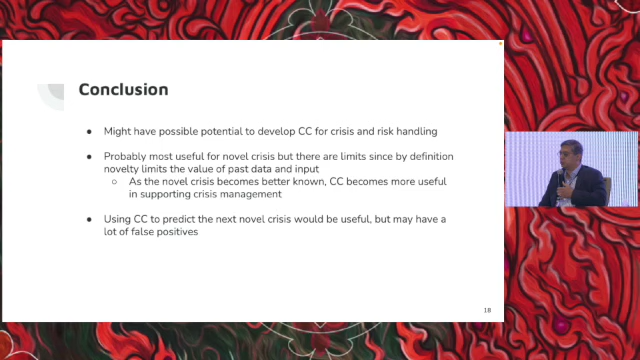 Conclusion
● Might have possible potential to develop CC for crisis and risk handling
● Probably most useful for novel crisis but there are limits since by definition
novelty limits the value of past data and input
○ As the novel crisis becomes better known, CC becomes more useful
in supporting crisis management
● Using CC to predict the next novel crisis would be useful, but may have a
lot of false positives
18